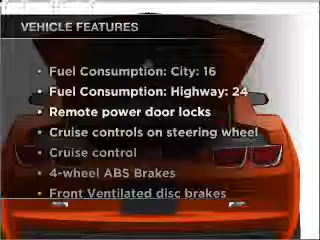 VEHICLE FEATURES
• Fuel Consumption: City: 16
• Fuel Consumption: Highway: 24
• Remote power door locks
• Cruise controls on steering wheel
• Cruise control
• 4-wheel ABS Brakes
• Front Ventilated disc brakes